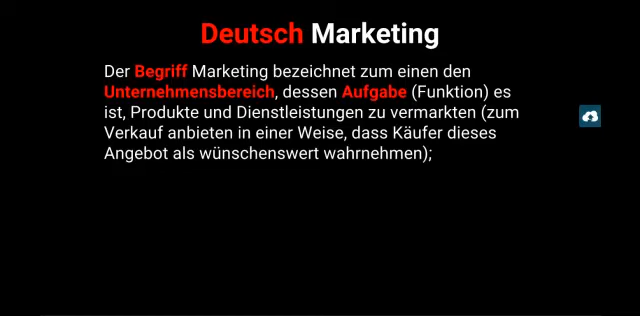 Deutsch Marketing
Der Begriff Marketing bezeichnet zum einen den
Unternehmensbereich, dessen Aufgabe (Funktion) es
ist, Produkte und Dienstleistungen zu vermarkten (zum
Verkauf anbieten in einer Weise, dass Käufer dieses
Angebot als wünschenswert wahrnehmen);